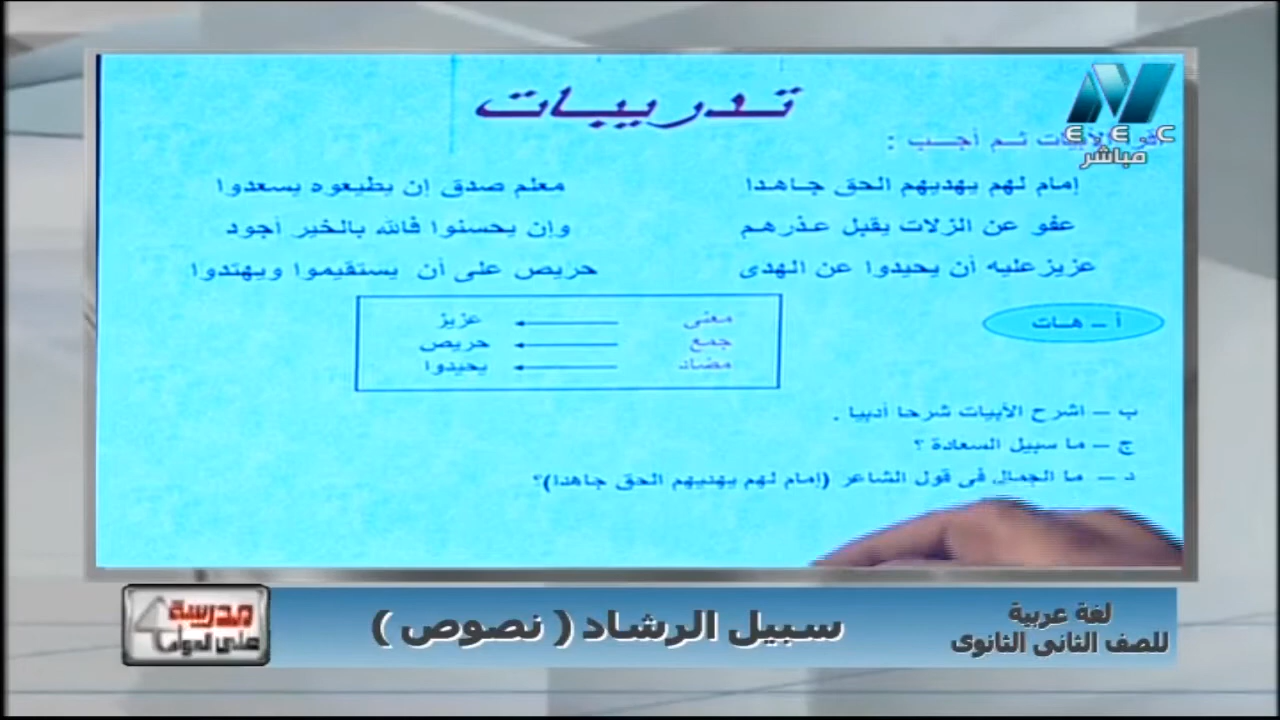 تدريبات
الأبيات ثم أجب :
EEC
مباشر
إمام لهم يهديهم الحق جاهدا معلم صدق إن يطيعوه يسعدوا
عفو عن الزلات يقبل عذرهم وإن يحسنوا فالله بالخير أجود
عزيز عليه أن يحيدوا عن الهدى حريص على أن يستقيموا ويهتدوا
أ – هات
معنى عزيز
جمع حريص
مضاد يحيدوا
ب – اشرح الأبيات شرحا أدبيا .
ج – ما سبيل السعادة ؟
د – ما الجمال فى قول الشاعر (إمام لهم يهديهم الحق جاهدا)؟
لغة عربية
للصف الثانى الثانوى
سبيل الرشاد ( نصوص )
مدرسة
على الهواء